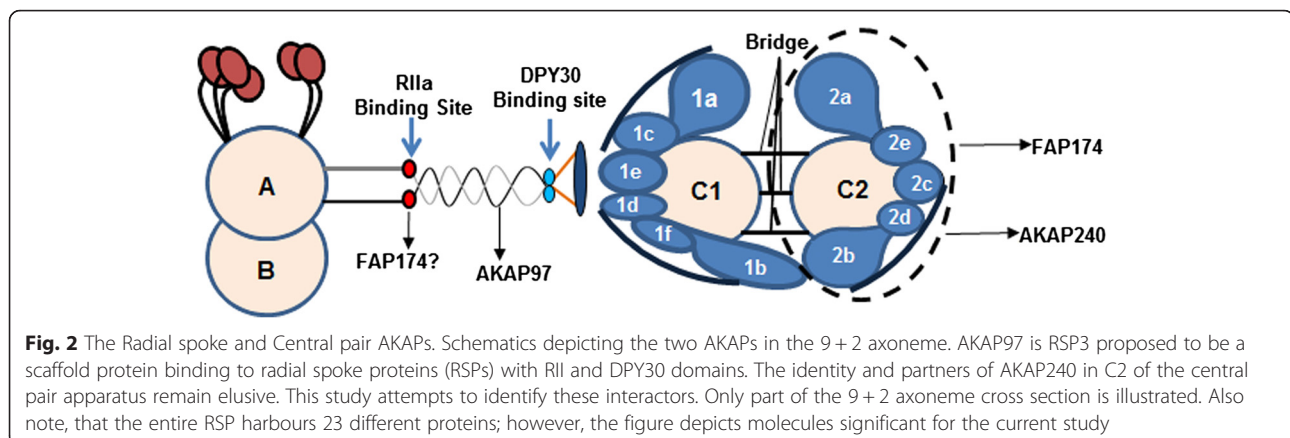 Bridge
RIIa
Binding Site
DPY30
Binding site
1a
2a
1c
2e
FAP174
1e
A
C1
C2
2c
1d
2d
1f
AKAP240
FAP174?
AKAP97
B
1b
2b
Fig. 2 The Radial spoke and Central pair AKAPs. Schematics depicting the two AKAPs in the 9 + 2 axoneme. AKAP97 is RSP3 proposed to be a
scaffold protein binding to radial spoke proteins (RSPs) with RII and DPY30 domains. The identity and partners of AKAP240 in C2 of the central
pair apparatus remain elusive. This study attempts to identify these interactors. Only part of the 9 + 2 axoneme cross section is illustrated. Also
note, that the entire RSP harbours 23 different proteins; however, the figure depicts molecules significant for the current study